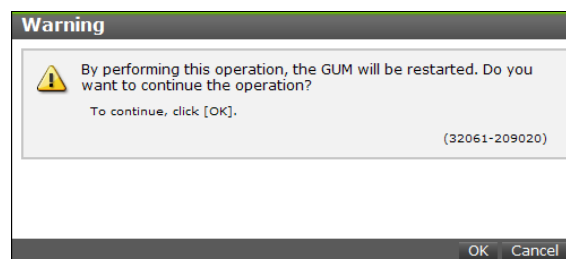 Warning
By performing this operation, the GUM will be restarted. Do you
want to continue the operation?
To continue, click [OK].
(32061-209020)
OK Cancel